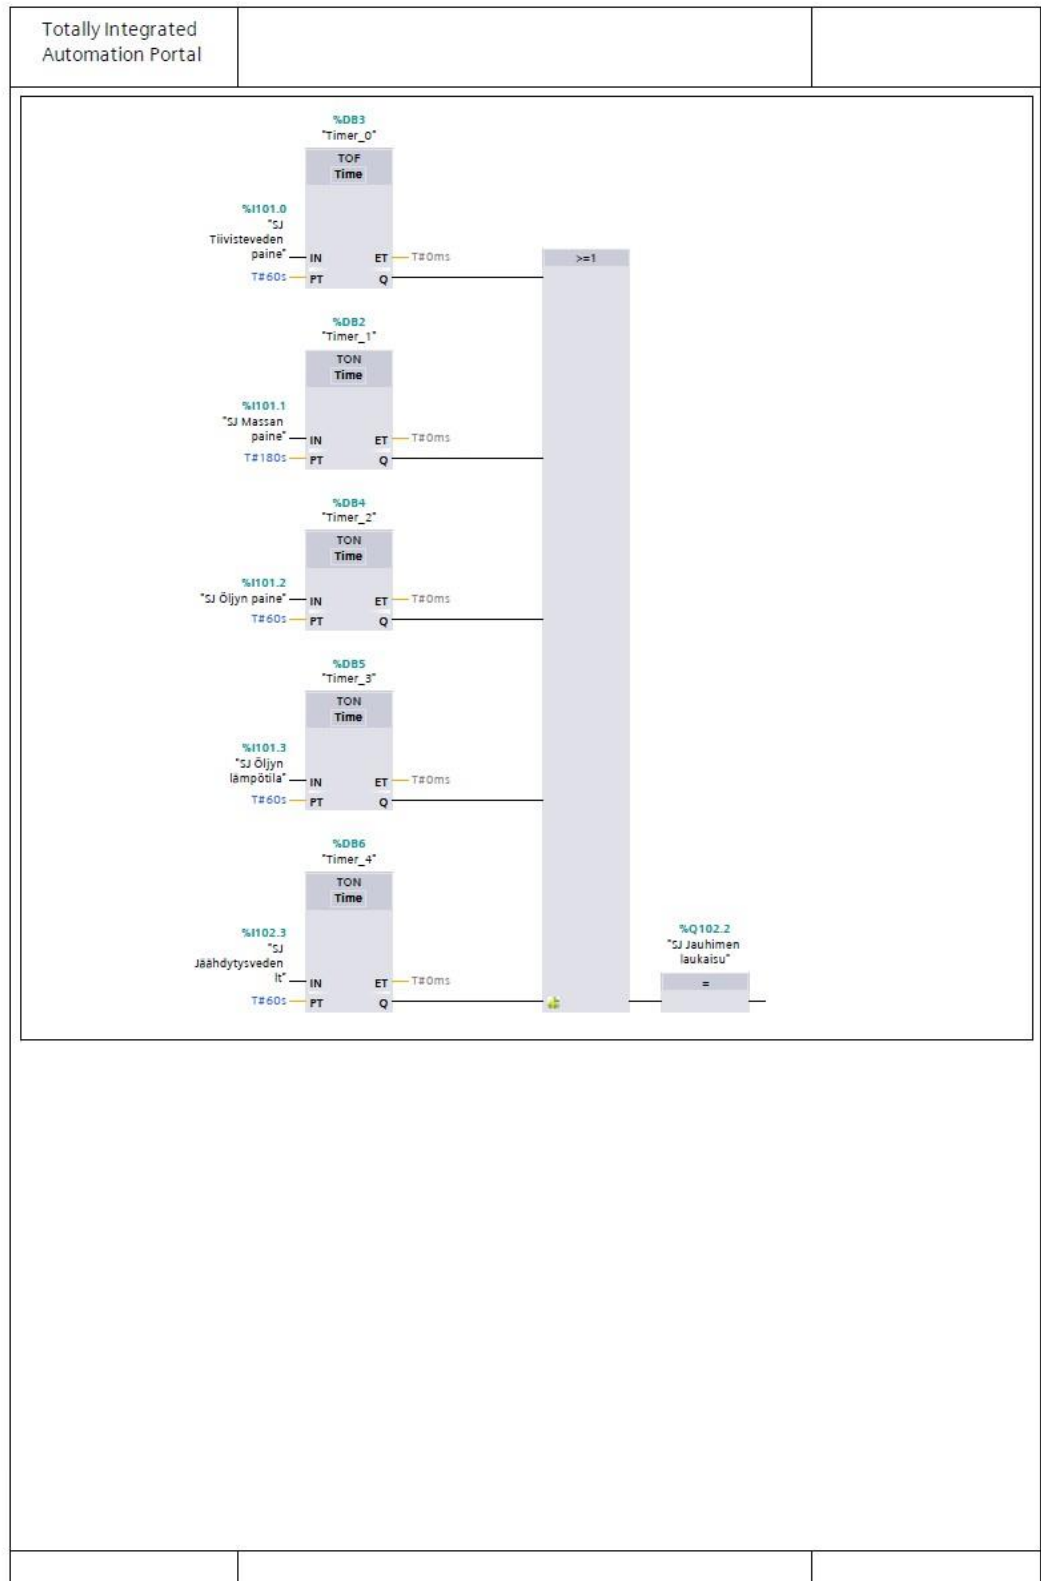 Totally Integrated
Automation Portal
%DB3
"Timer_0"
TOF
Time
%I101.0
"SJ
Tiivisteveden
paine"
IN
ET
T#0ms
T#60s
PT
Q
>=1
%DB2
"Timer_1"
TON
Time
%I101.1
"SJ Massan
paine"
IN
ET
T#0ms
T#180s
PT
Q
%DB4
"Timer_2"
TON
Time
%I101.2
"SJ Öljyn paine"
IN
ET
T#0ms
T#60s
PT
Q
%DB5
"Timer_3"
TON
Time
%I101.3
"SJ Öljyn
lämpötila"
IN
ET
T#0ms
T#60s
PT
Q
%DB6
"Timer_4"
TON
Time
%I102.3
"SJ
Jäähdytysveden
lt"
IN
ET
T#0ms
T#60s
PT
Q
%Q102.2
"SJ Jauhimen
laukaisu"
=